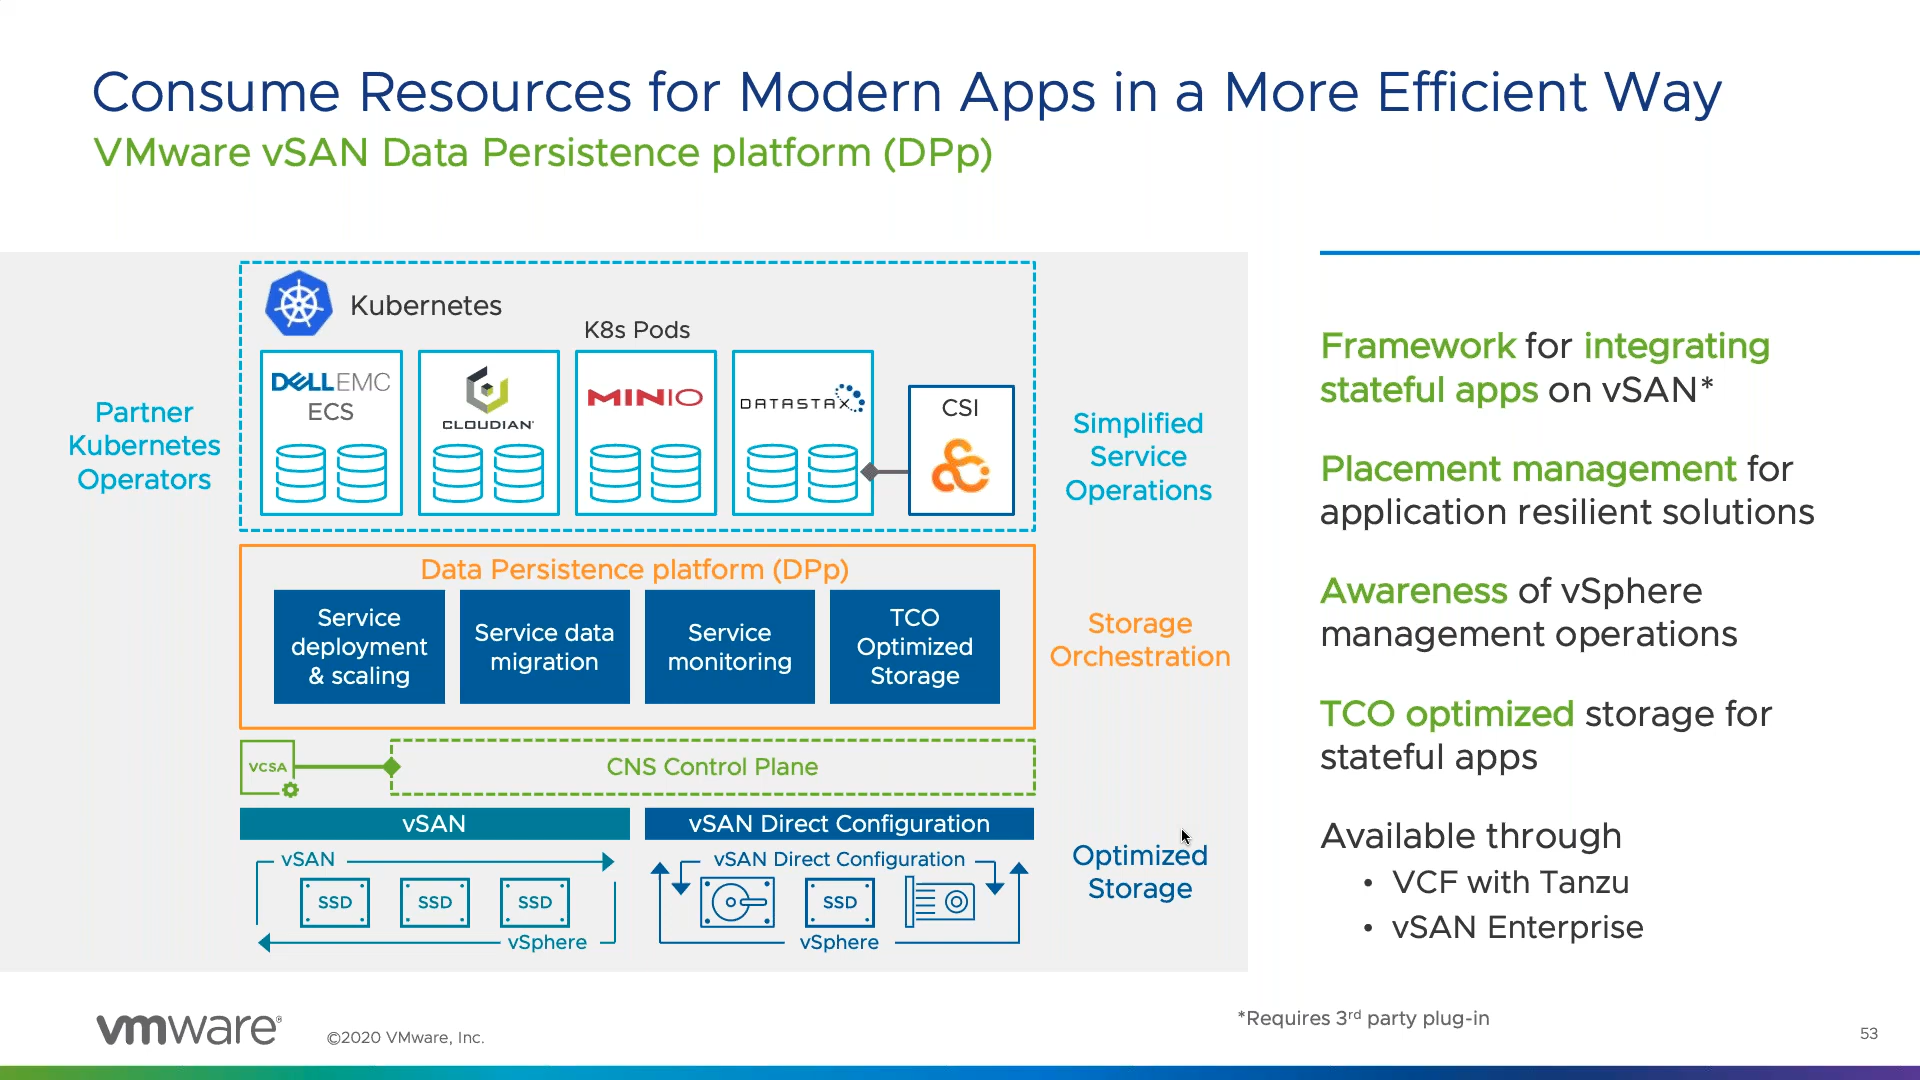 Consume Resources for Modern Apps in a More Efficient Way
VMware vSAN Data Persistence platform (DPp)
Partner
Kubernetes
Operators
Kubernetes
K8s Pods
DELLEMC
ECS
CLOUDIAN
MINIO
DATASTAX
CSI
Simplified
Service
Operations
Data Persistence platform (DPp)
Service
deployment
& scaling
Service data
migration
Service
monitoring
TCO
Optimized
Storage
Storage
Orchestration
VCSA
CNS Control Plane
vSAN
vSAN Direct Configuration
vSAN
SSD
SSD
SSD
vSphere
vSAN Direct Configuration
SSD
vSphere
Optimized
Storage
Framework for integrating
stateful apps on vSAN*
Placement management for
application resilient solutions
Awareness of vSphere
management operations
TCO optimized storage for
stateful apps
Available through
• VCF with Tanzu
• vSAN Enterprise
vmware®
©2020 VMware, Inc.
*Requires 3rd party plug-in
53